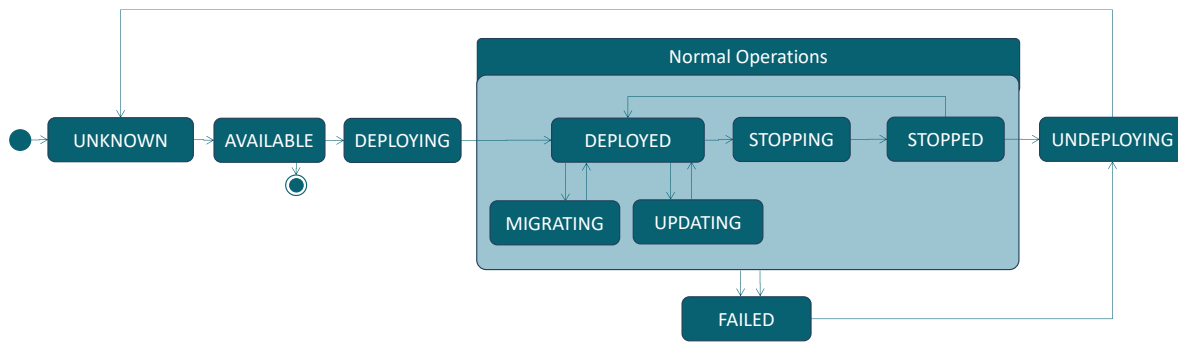 Normal Operations
UNKNOWN
AVAILABLE
DEPLOYING
DEPLOYED
STOPPING
STOPPED
UNDEPLOYING
MIGRATING
UPDATING
FAILED